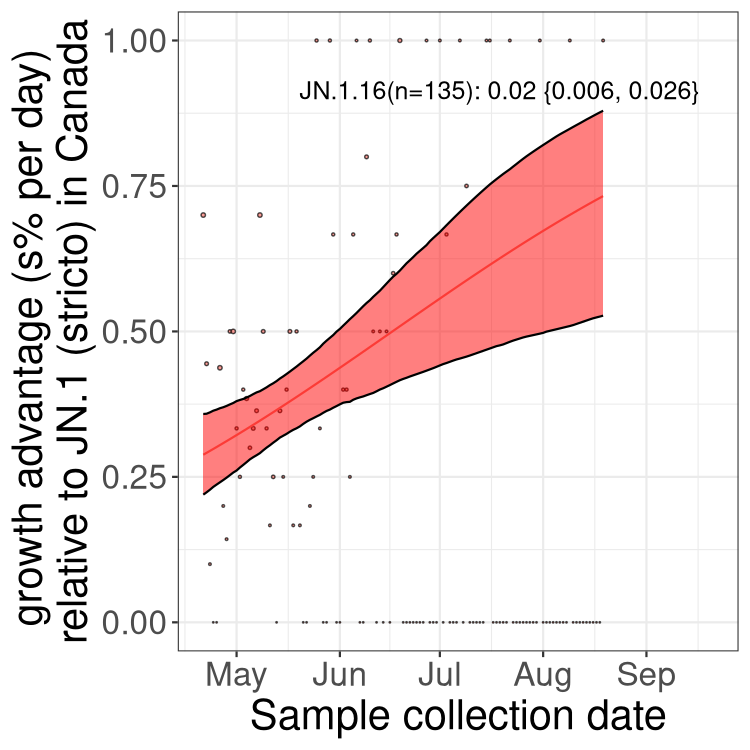 growth advantage (s% per day)
relative to JN.1 (stricto) in Canada
1.00
0.75
0.50
0.25
0.00
JN.1.16(n=135): 0.02 {0.006, 0.026}
May Jun Jul Aug Sep
Sample collection date